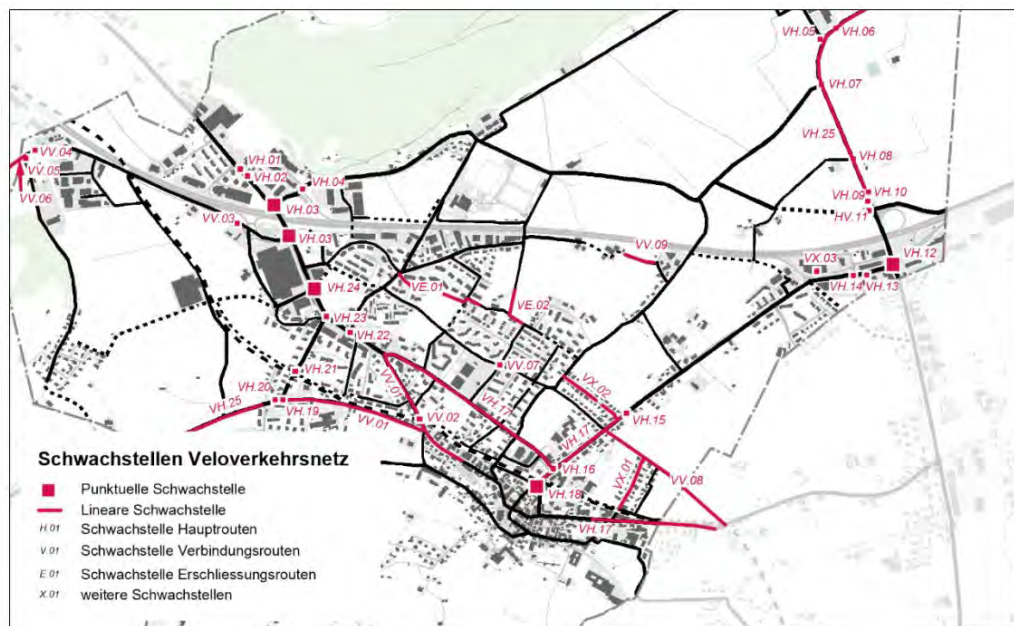 VH.05
VH.06
VH.07
VH.25
VV.04
VV.05
VV.06
VH.01
VH.02
VH.04
VH.08
VH.03
VV.03
VH.03
VH.10
VH.09
HV.11
VV.09
VH.12
VX.03
VE.01
VH.24
VH.14
VH.13
VE.02
VH.23
VH.22
VV.07
VH.21
VV.01
VX.02
VH.20
VH.25
VH.19
VV.01
VV.02
VH.17
VH.15
VH.17
VH.16
VX.01
VV.08
VH.18
VH.17
Schwachstellen Veloverkehrsnetz
Punktuelle Schwachstelle
Lineare Schwachstelle
H.01 Schwachstelle Hauptrouten
V.01 Schwachstelle Verbindungsrouten
E.01 Schwachstelle Erschliessungsrouten
X.01 weitere Schwachstellen